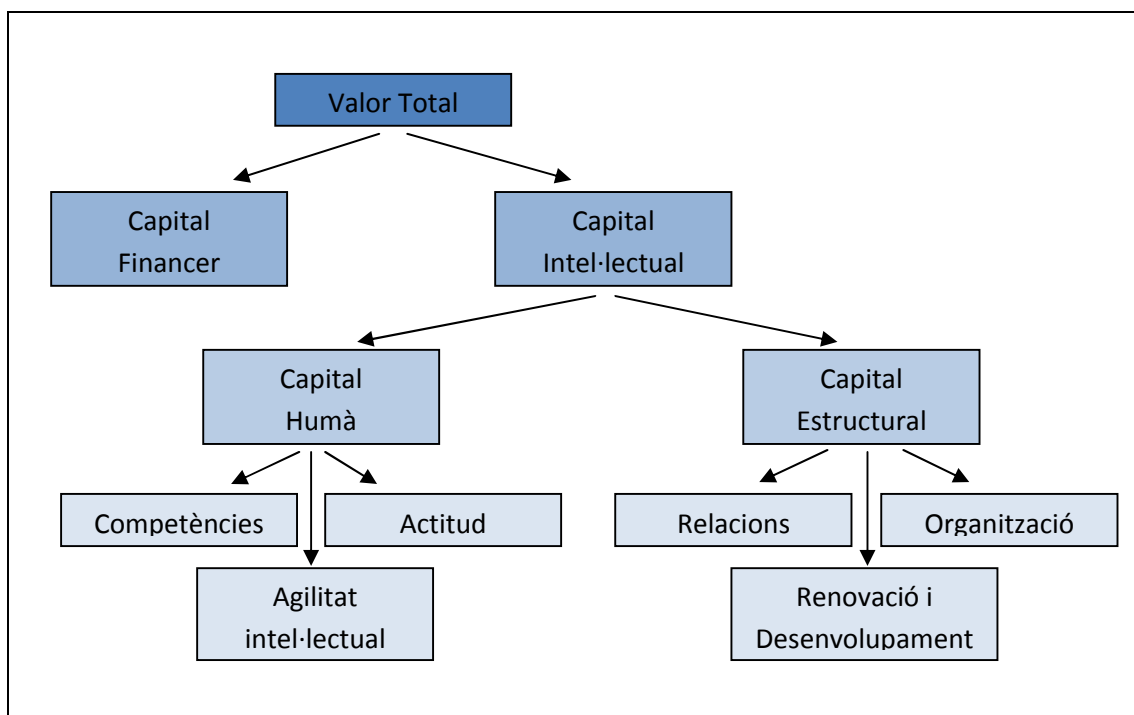 Valor Total
Capital
Financer
Capital
Intel·lectual
Capital
Humà
Capital
Estructural
Competències
Actitud
Relacions
Organització
Agilitat
intel·lectual
Renovació i
Desenvolupament